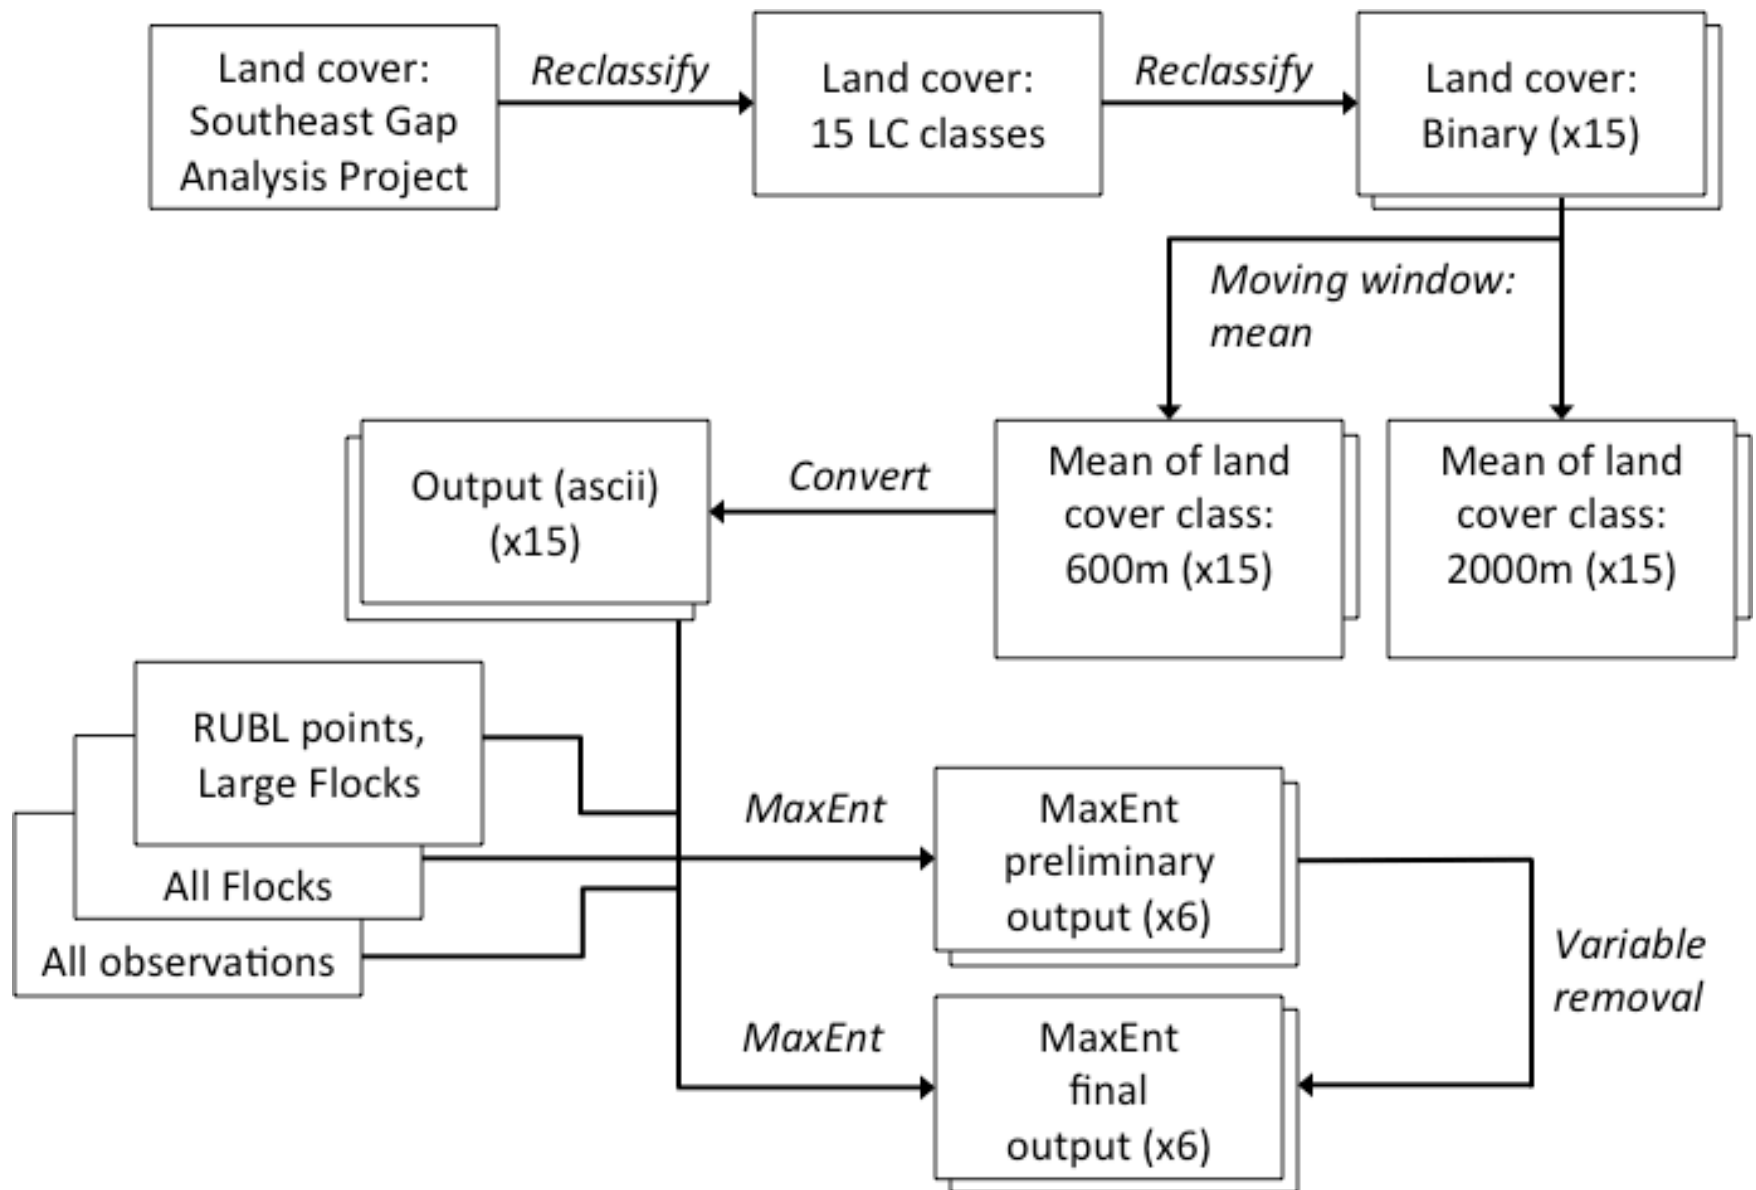 Land cover:
Southeast Gap
Analysis Project
Reclassify
Land cover:
15 LC classes
Reclassify
Land cover:
Binary (x15)
Moving window:
mean
Mean of land
cover class:
600m (x15)
Mean of land
cover class:
2000m (x15)
Convert
Output (ascii)
(x15)
RUBL points,
Large Flocks
All Flocks
All observations
MaxEnt
MaxEnt
preliminary
output (x6)
Variable
removal
MaxEnt
MaxEnt
final
output (x6)